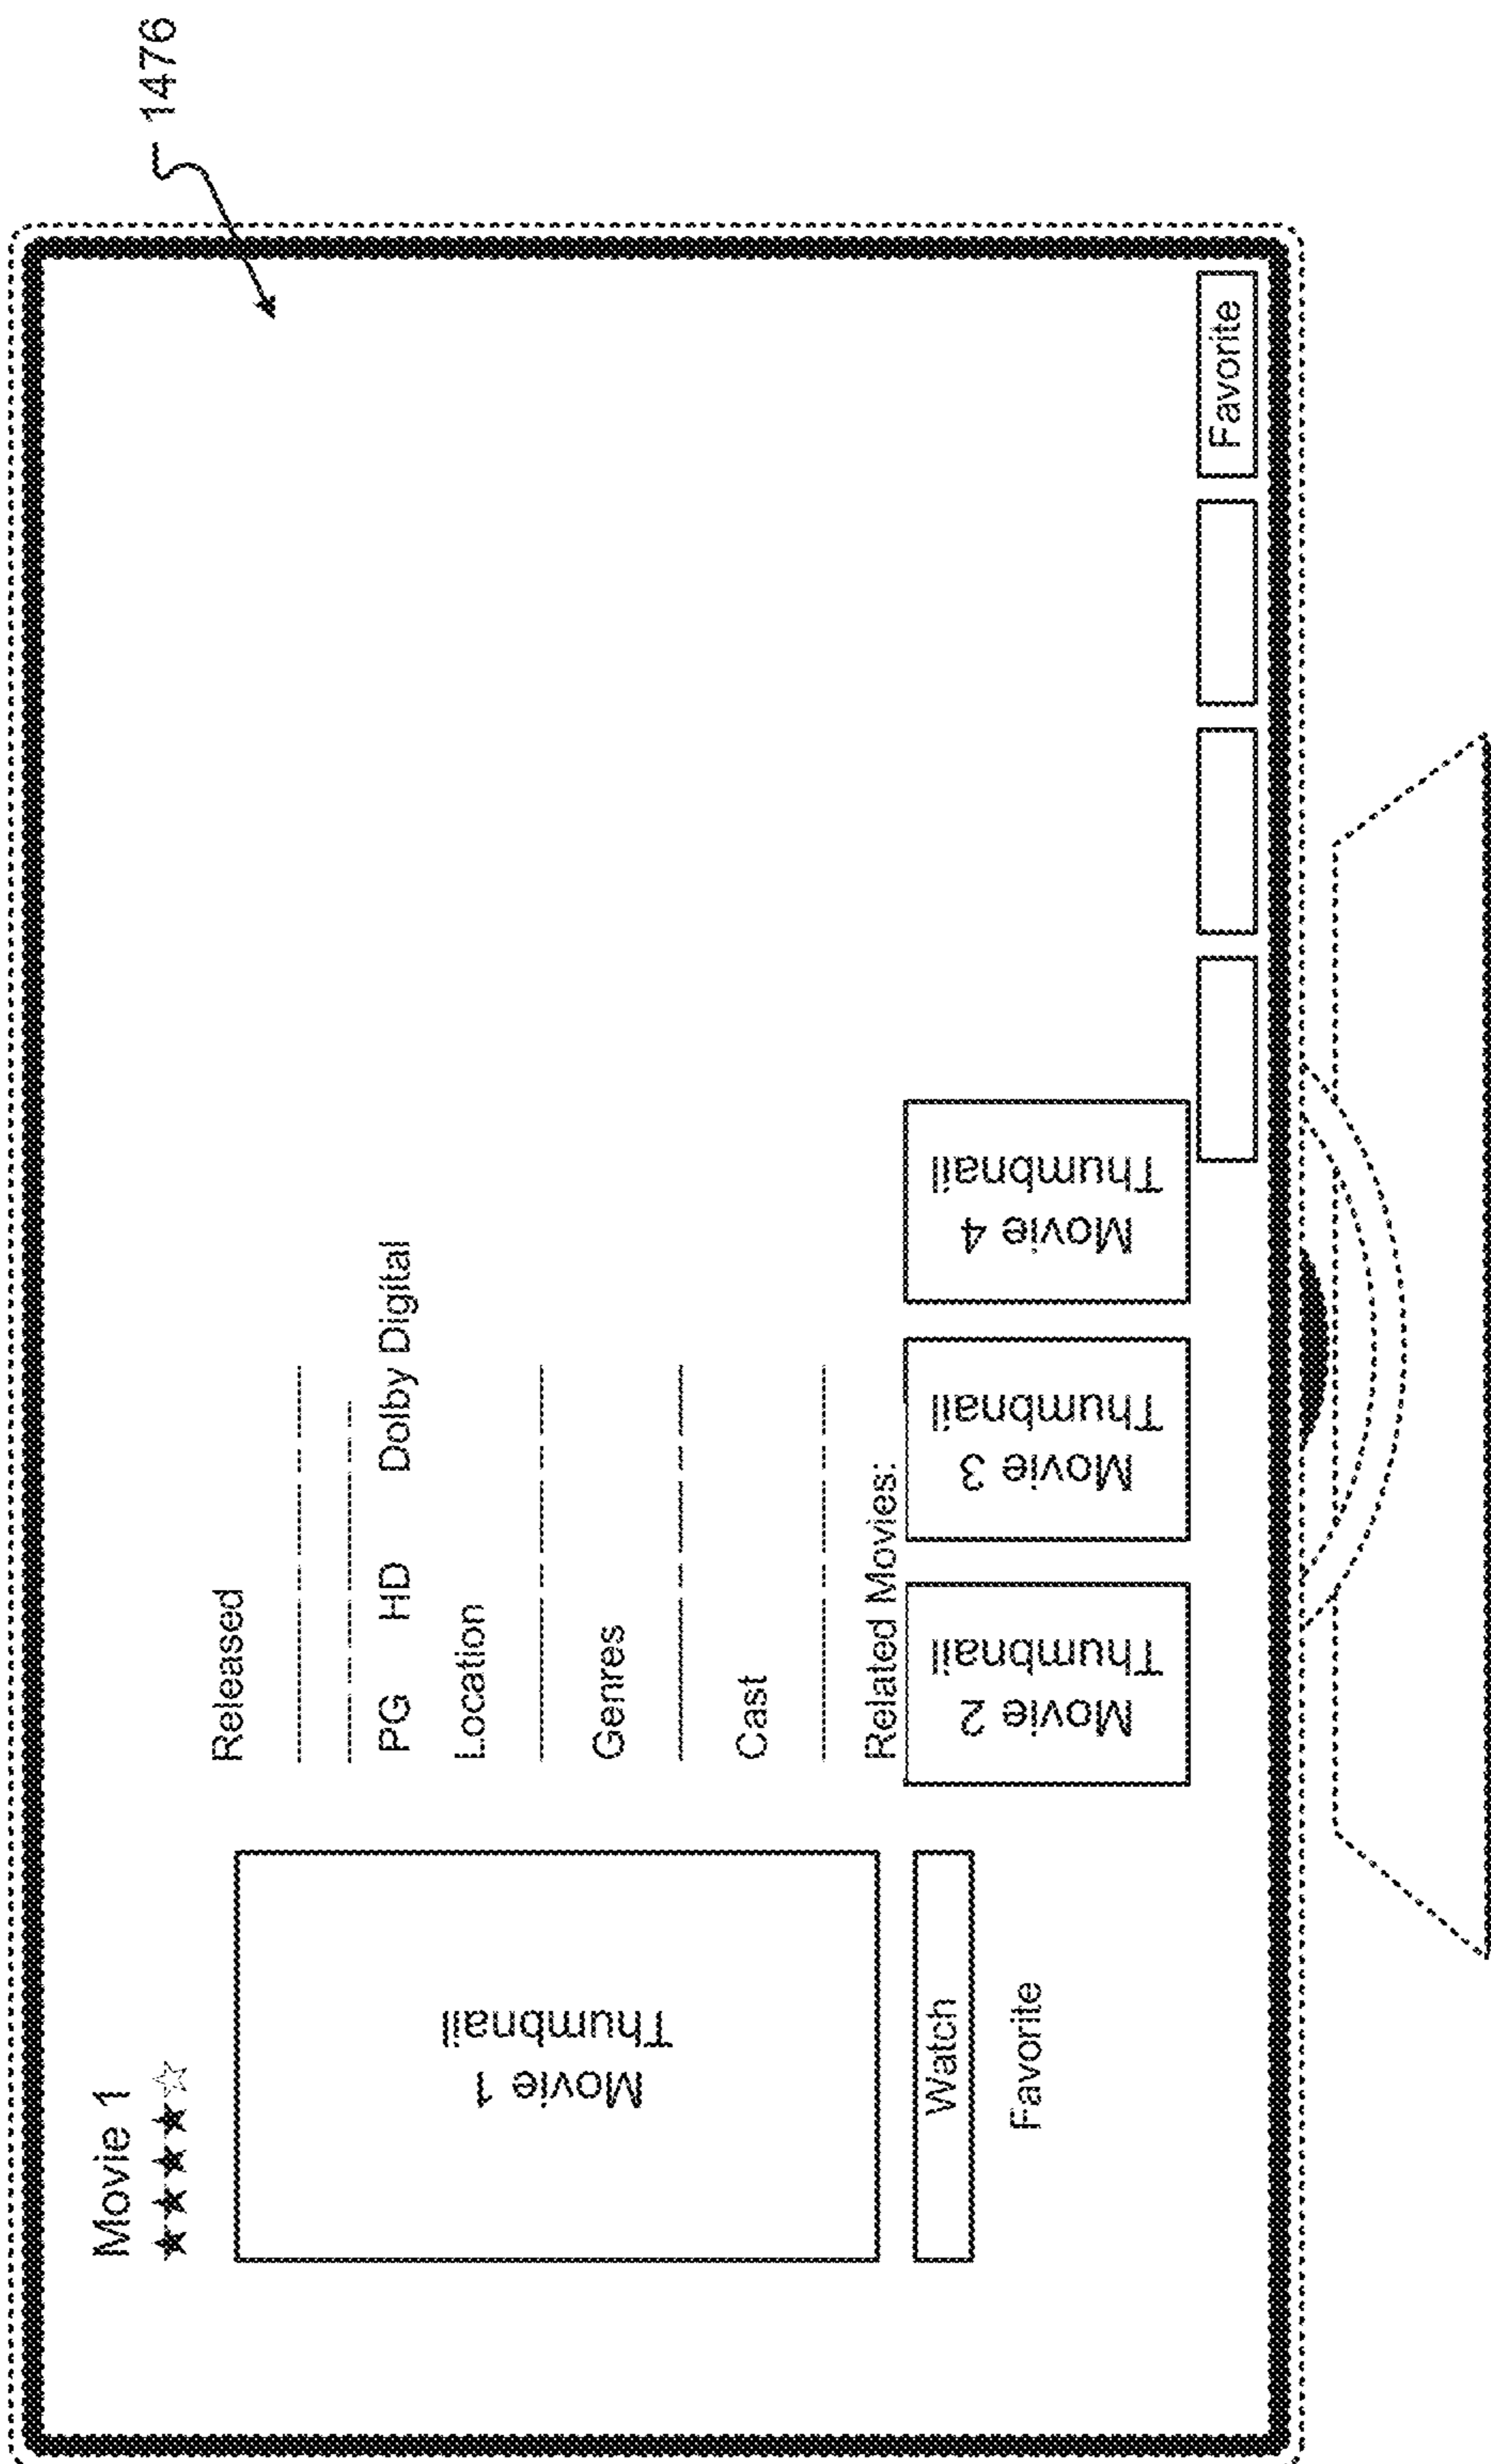 1476
Movie 1
★★★★☆
Movie 1
Thumbnail
Watch
Favorite
Released
PG HD Dolby Digital
Location
Genres
Cast
Related Movies:
Movie 2
Thumbnail
Movie 3
Thumbnail
Movie 4
Thumbnail
Favorite